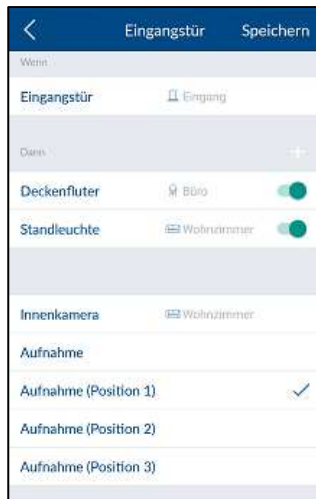 Eingangstür Speichern
Wenn
Eingangstür Eingang
Dann
Deckenfluter Büro
Standleuchte Wohnzimmer
Innenkamera Wohnzimmer
Aufnahme
Aufnahme (Position 1)
Aufnahme (Position 2)
Aufnahme (Position 3)